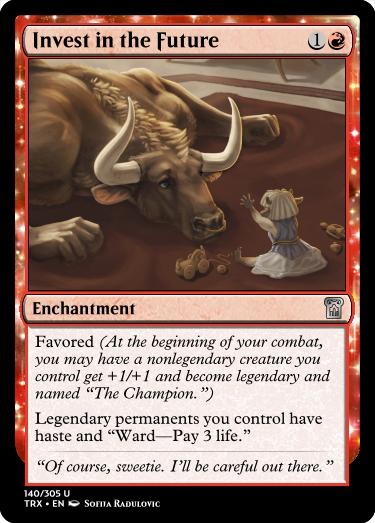 Invest in the Future 1
Enchantment
Favored (At the beginning of your combat,
you may have a nonlegendary creature you
control get +1/+1 and become legendary and
named “The Champion.”)
Legendary permanents you control have
haste and “Ward—Pay 3 life.”
“Of course, sweetie. I'll be careful out there.”
140/305 U
TRX • EN Sofija Radulovic